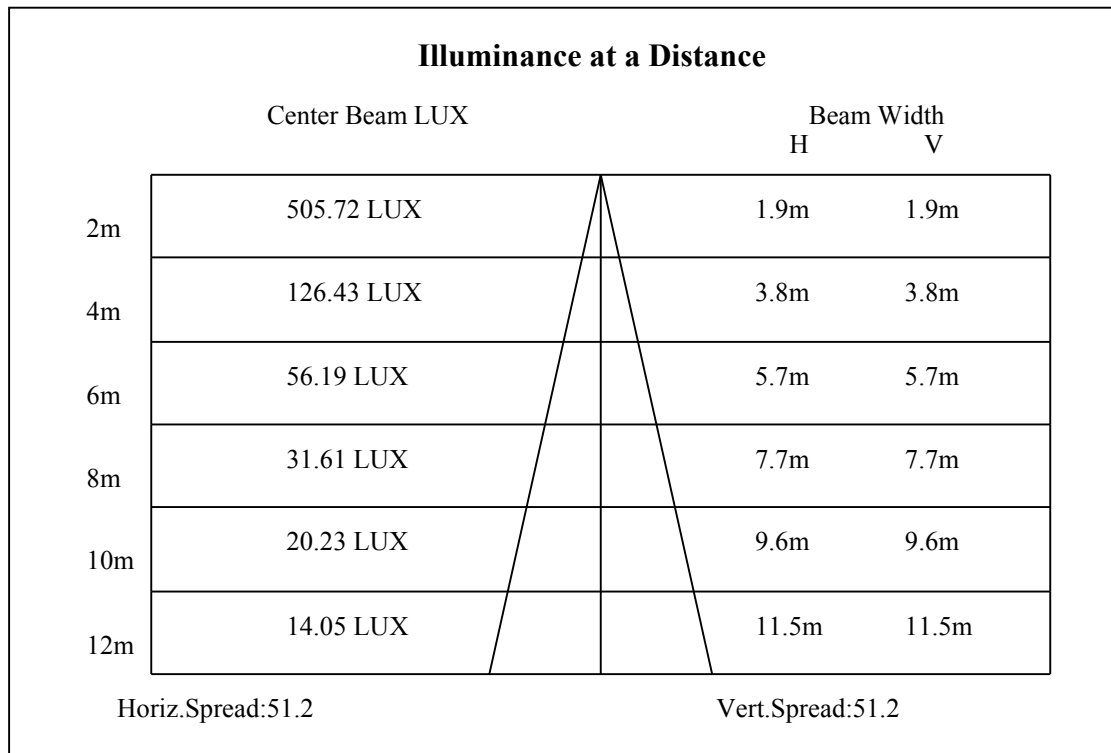 Illuminance at a Distance
Center Beam LUX Beam Width
H V
2m 505.72 LUX 1.9m 1.9m
4m 126.43 LUX 3.8m 3.8m
6m 56.19 LUX 5.7m 5.7m
8m 31.61 LUX 7.7m 7.7m
10m 20.23 LUX 9.6m 9.6m
12m 14.05 LUX 11.5m 11.5m
Horiz.Spread:51.2 Vert.Spread:51.2